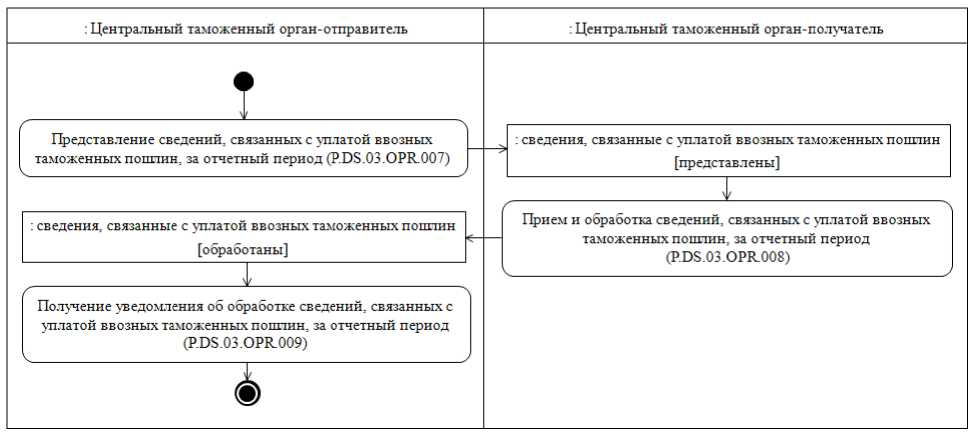 : Центральный таможенный орган-отправитель
: Центральный таможенный орган-получатель
Представление сведений, связанных с уплатой ввозных
таможенных пошлин, за отчетный период (P.DS.03.OPR.007)
: сведения, связанные с уплатой ввозных таможенных пошлин
[представлены]
Прием и обработка сведений, связанных с уплатой ввозных
таможенных пошлин, за отчетный период
(P.DS.03.OPR.008)
: сведения, связанные с уплатой ввозных таможенных пошлин
[обработаны]
Получение уведомления об обработке сведений, связанных с
уплатой ввозных таможенных пошлин, за отчетный период
(P.DS.03.OPR.009)